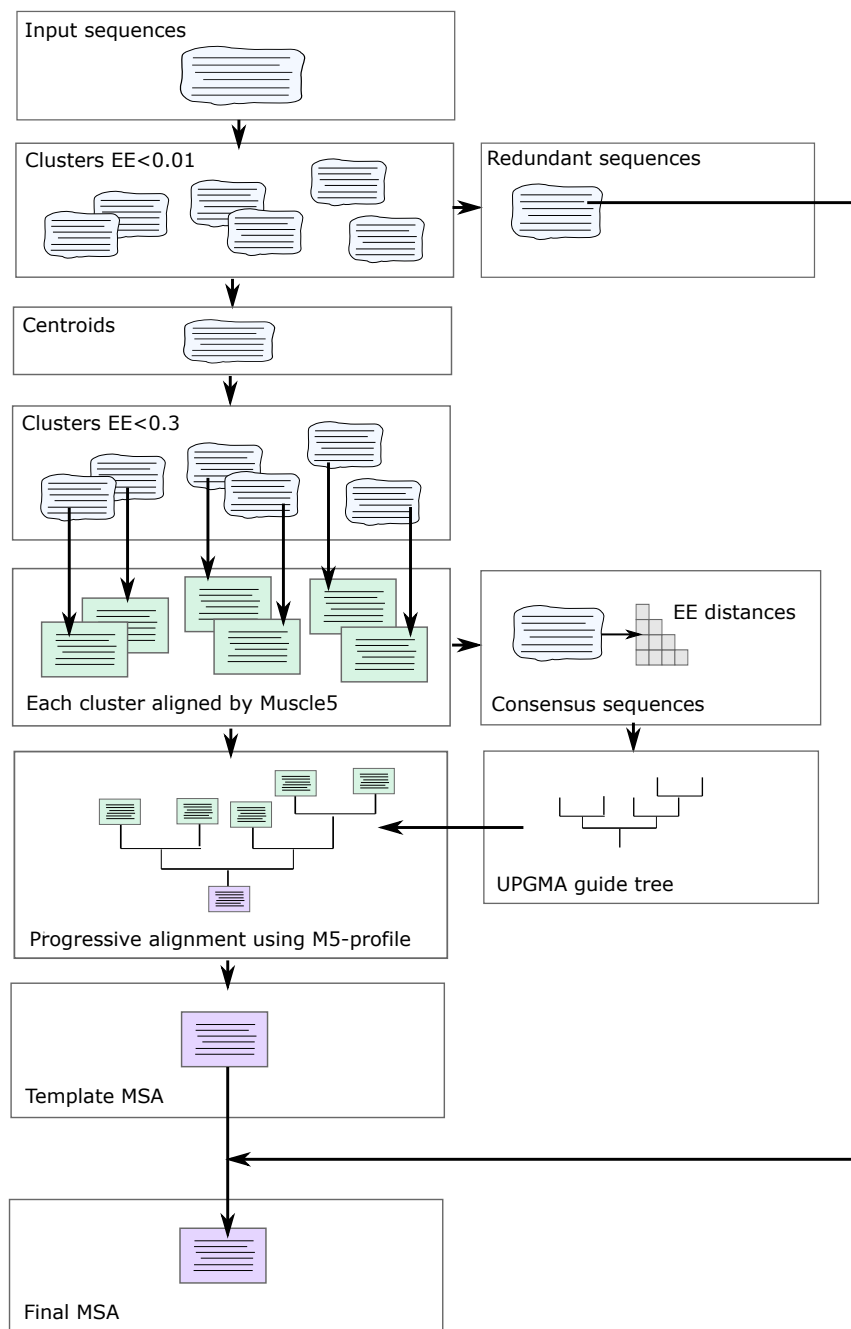 Input sequences
Clusters EE<0.01
Redundant sequences
Centroids
Clusters EE<0.3
Each cluster aligned by Muscle5
EE distances
Consensus sequences
UPGMA guide tree
Progressive alignment using M5-profile
Template MSA
Final MSA